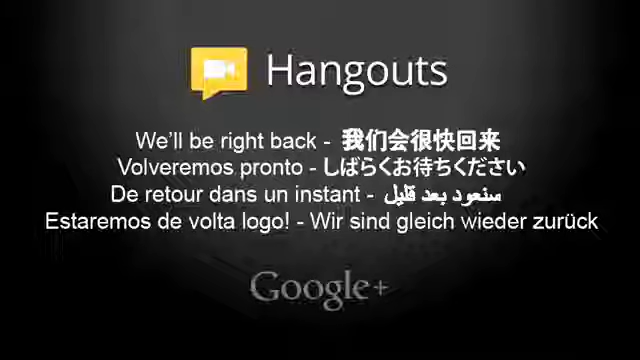 Hangouts
We'll be right back - 我们会很快回来
Volveremos pronto - しばらくお待ちください
De retour dans un instant - سنعود بعد قليل
Estaremos de volta logo! - Wir sind gleich wieder zurück
Google+